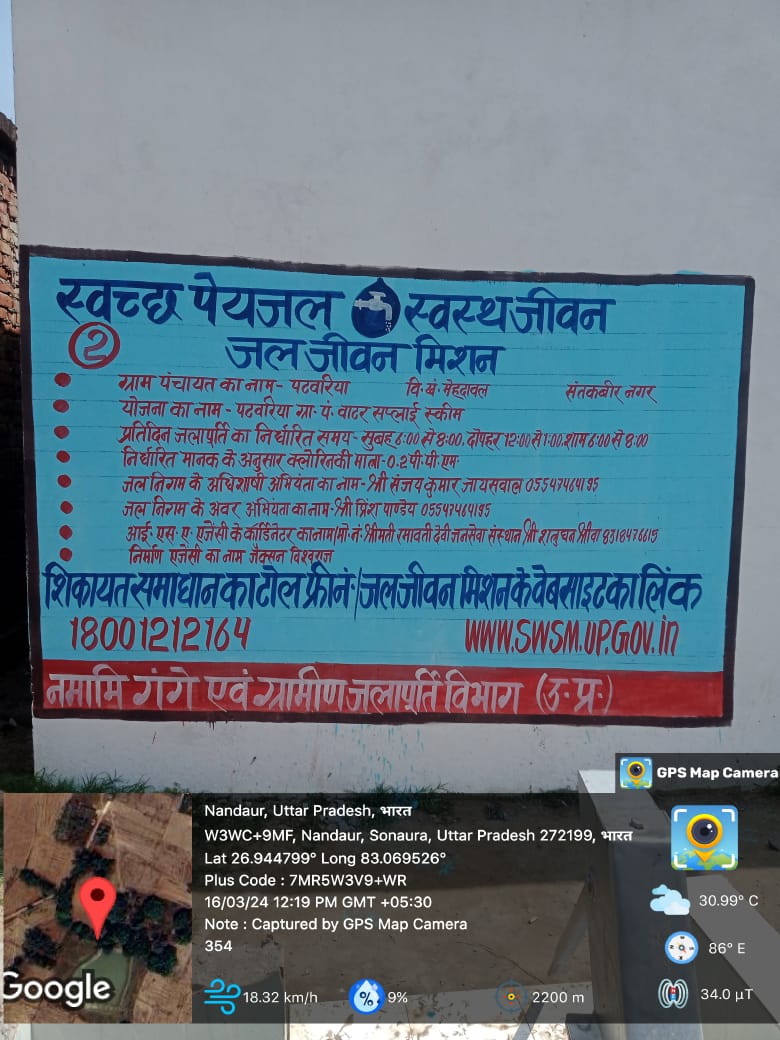 स्वच्छ पेयजल स्वस्थ जीवन
2
जल जीवन मिशन
ग्राम पंचायत का नाम - पटवरिया वि.खं. मेहदावल संतकबीर नगर
योजना का नाम - पटवरिया ग्रा. पं. वाटर सप्लाई स्कीम
प्रतिदिन जलापूर्ति का निर्धारित समय - सुबह 6:00 से 8:00, दोपहर 12:00 से 1:00, शाम 6:00 से 8:00
निर्धारित मानक के अनुसार क्लोरिन की मात्रा - 0.2 पी.पी.एम.
जल निगम के अधिशाषी अभियंता का नाम - श्री संजय कुमार जायसवाल 05547464195
जल निगम के अवर अभियंता का नाम - श्री प्रिंश पाण्डेय 05547464195
आई. एस. ए. एजेंसी के कॉर्डिनेटर का नाम/मो.नं. श्रीमती रमावती देवी जनसेवा संस्थान श्री 8318476615
निर्माण एजेंसी का नाम जैक्सन विश्वराज
शिकायत समाधान का टोल फ्री नं./जल जीवन मिशन के वेबसाइट का लिंक
18001212164 WWW.SWSM.UP.GOV.in
नमामि गंगे एवं ग्रामीण जलापूर्ति विभाग (उ. प्र.)
GPS Map Camera
Nandaur, Uttar Pradesh, भारत
W3WC+9MF, Nandaur, Sonaura, Uttar Pradesh 272199, भारत
Lat 26.944799° Long 83.069526°
Plus Code : 7MR5W3V9+WR
16/03/24 12:19 PM GMT +05:30
Note : Captured by GPS Map Camera
354
30.99° C
86° E
Google
18.32 km/h % 9% 2200 m 34.0 µT